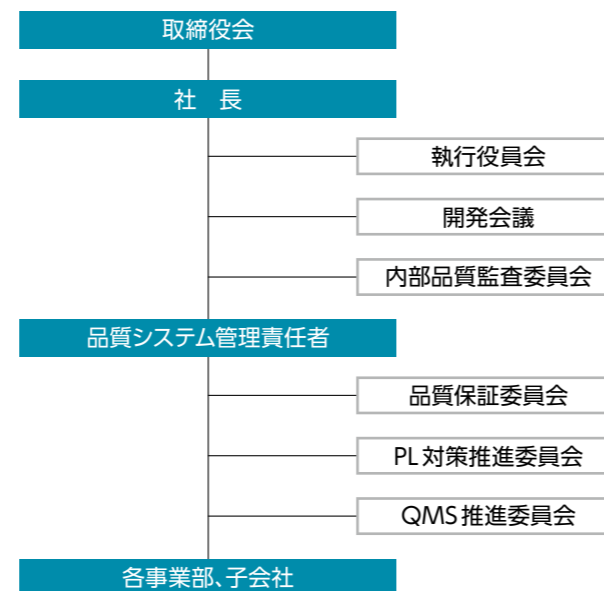 取締役会
社　長
執行役員会
開発会議
内部品質監査委員会
品質システム管理責任者
品質保証委員会
PL対策推進委員会
QMS推進委員会
各事業部、子会社